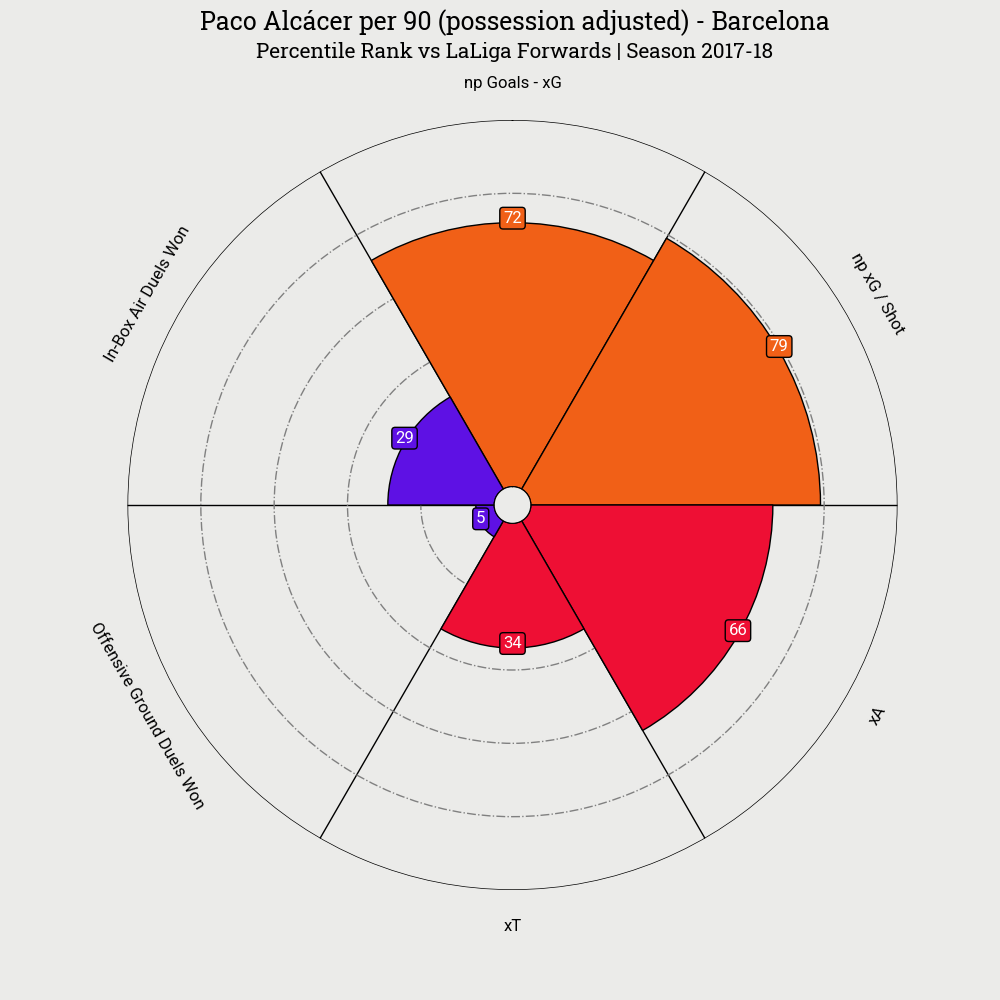 Paco Alcácer per 90 (possession adjusted) - Barcelona
Percentile Rank vs LaLiga Forwards | Season 2017-18
np Goals - xG
72
np xG / Shot
79
In-Box Air Duels Won
29
5
Offensive Ground Duels Won
66
xA
34
xT